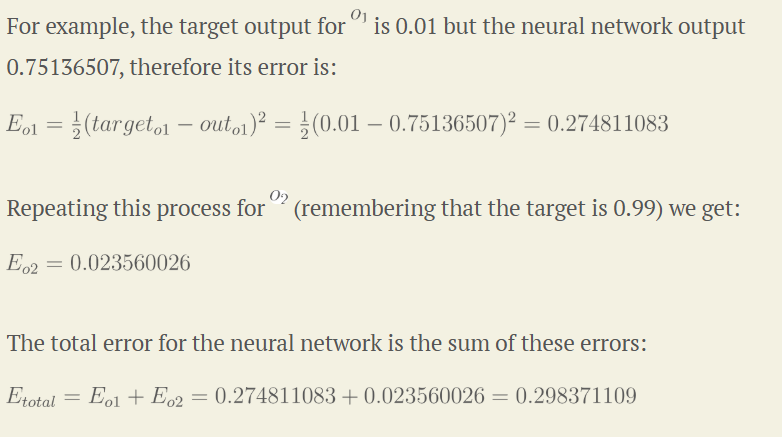 For example, the target output for o₁ is 0.01 but the neural network output
0.75136507, therefore its error is:
E_{o1} = ½(target_{o1} − out_{o1})² = ½(0.01 − 0.75136507)² = 0.274811083
Repeating this process for o₂ (remembering that the target is 0.99) we get:
E_{o2} = 0.023560026
The total error for the neural network is the sum of these errors:
E_{total} = E_{o1} + E_{o2} = 0.274811083 + 0.023560026 = 0.298371109